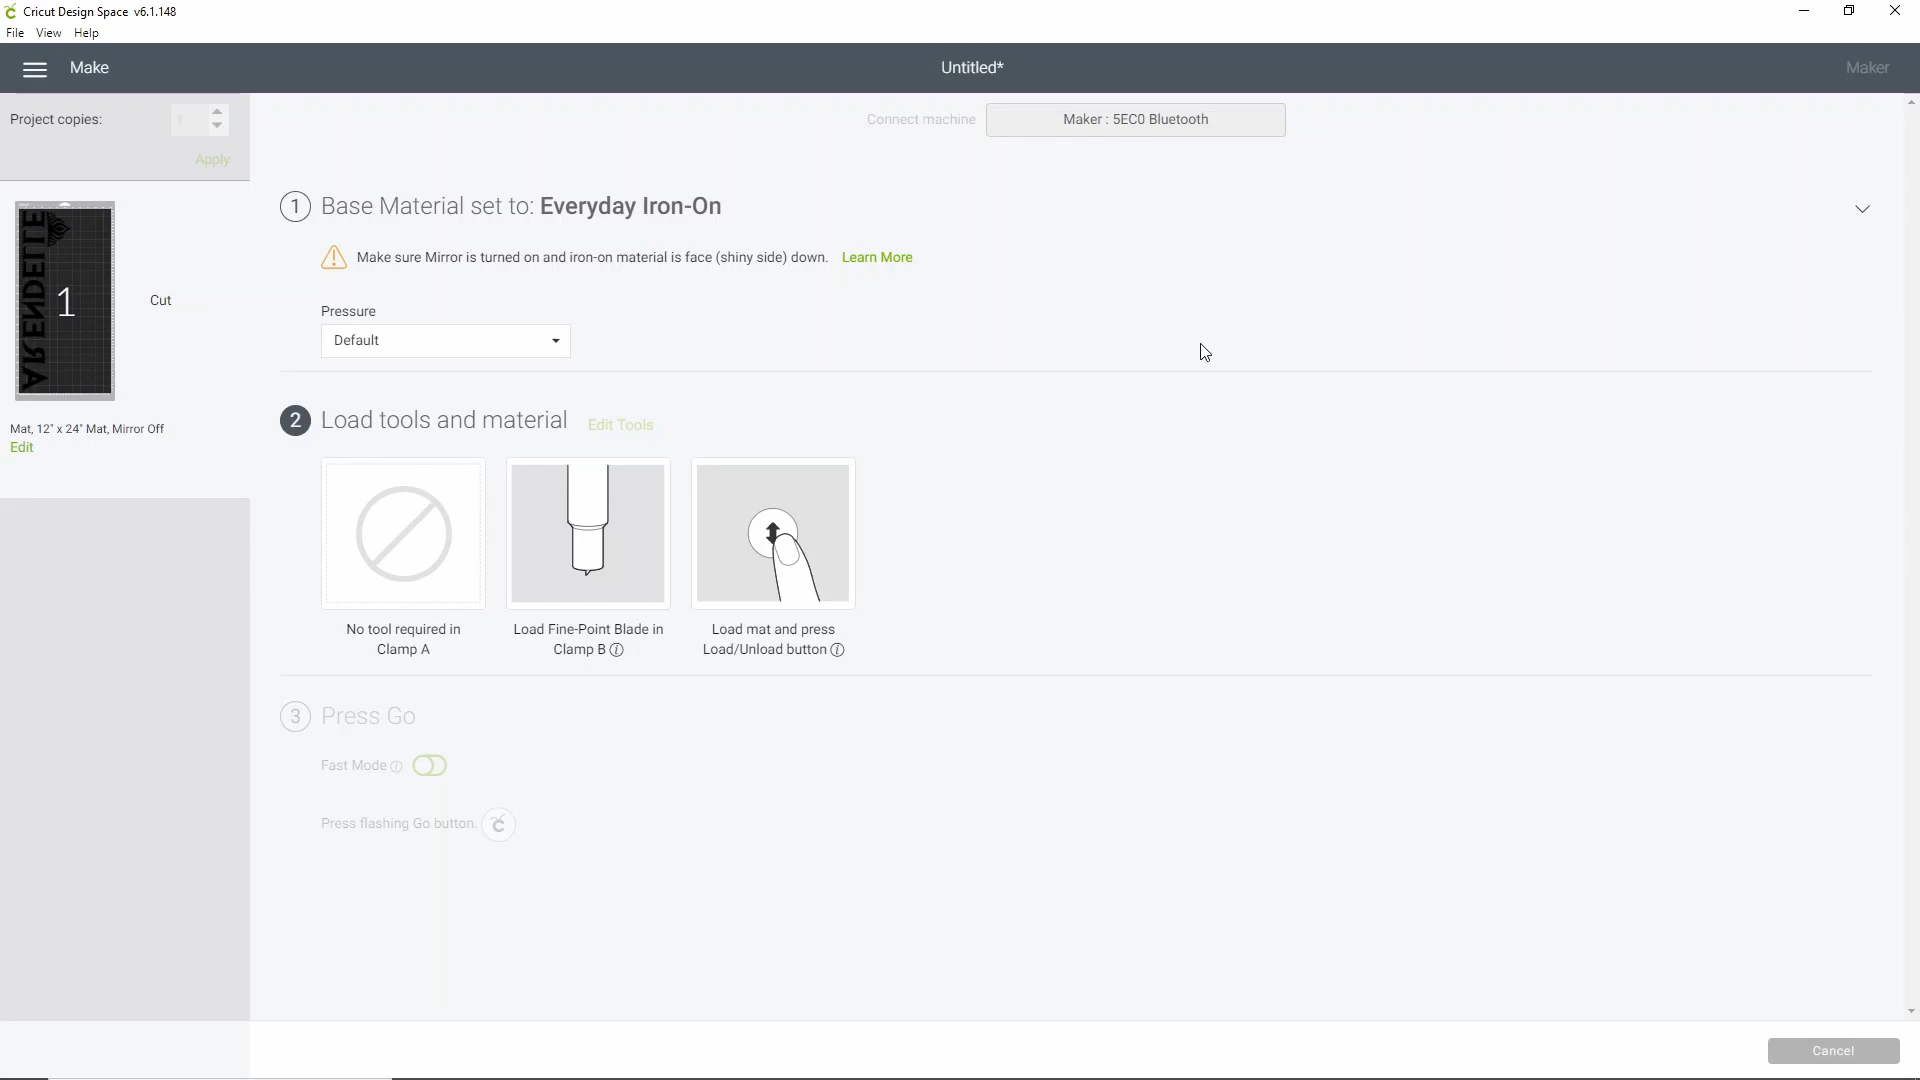 Cricut Design Space v6.1.148
File View Help
Make
Untitled*
Maker
Project copies:
1
Apply
Connect machine
Maker : 5EC0 Bluetooth
1 Base Material set to: Everyday Iron-On
Make sure Mirror is turned on and iron-on material is face (shiny side) down. Learn More
Pressure
Default
ARENDELLE
1
Cut
Mat, 12" x 24" Mat, Mirror Off
Edit
2 Load tools and material Edit Tools
No tool required in
Clamp A
Load Fine-Point Blade in
Clamp B
Load mat and press
Load/Unload button
3 Press Go
Fast Mode
Press flashing Go button.
Cancel